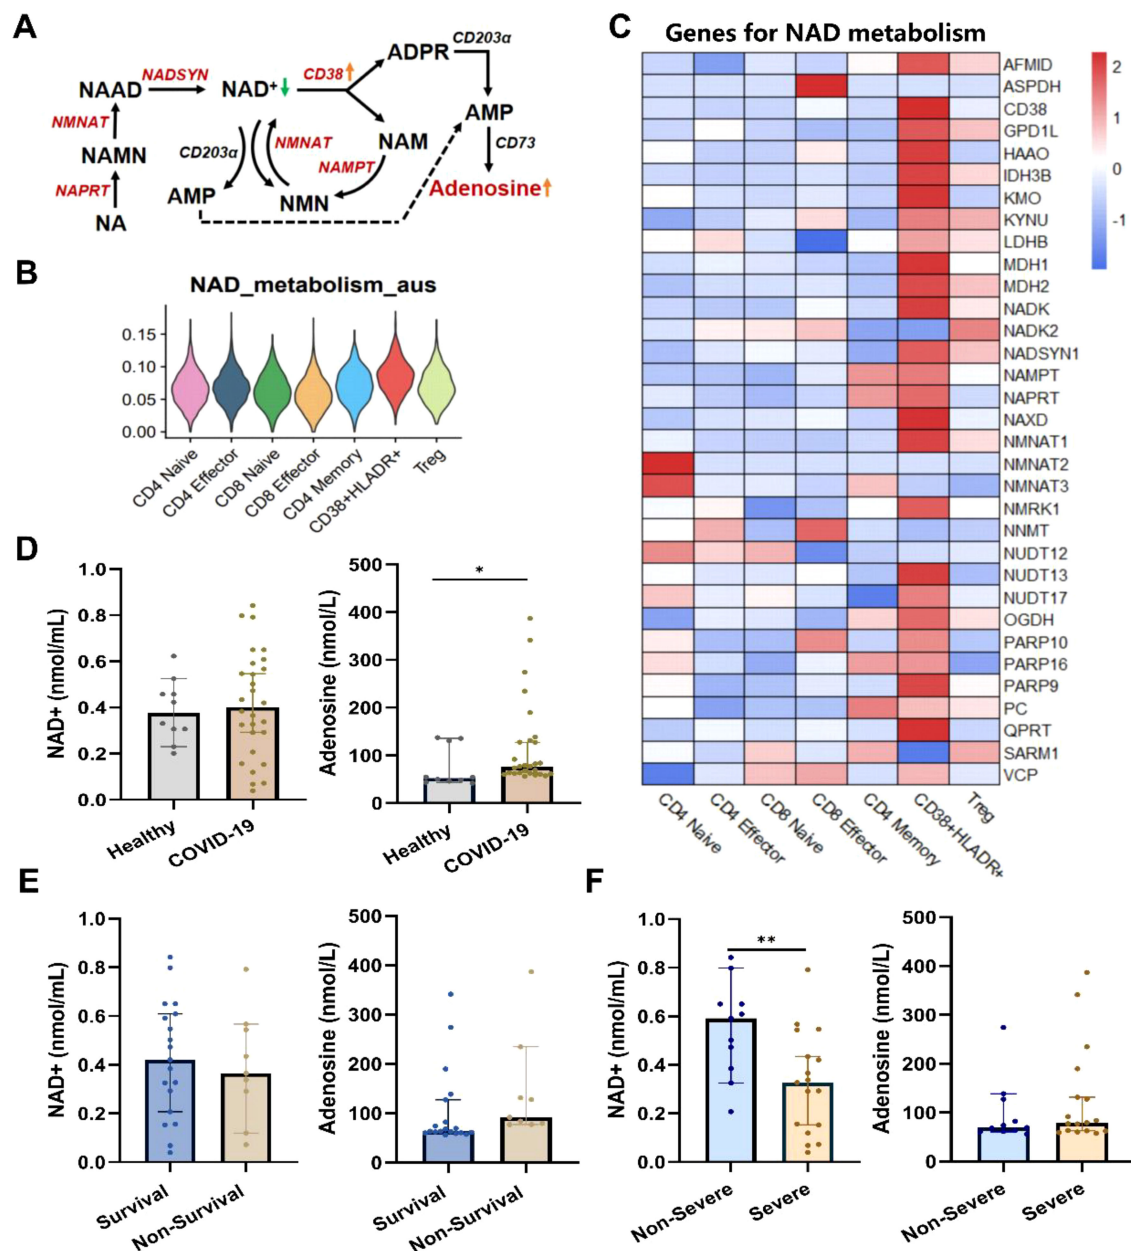 A
NADSYN
NAAD
NAD+
CD38
ADPR
CD203α
NMNAT
CD203α
NMNAT
NAM
AMP
NAMN
NAMPT
CD73
NAPRT
AMP
NMN
Adenosine
NA
B
NAD_metabolism_aus
0.15
0.10
0.05
0.00
CD4 Naive
CD4 Effector
CD8 Naive
CD8 Effector
CD4 Memory
CD38+HLADR+
Treg
C
Genes for NAD metabolism
AFMID
ASPDH
CD38
GPD1L
HAAO
IDH3B
KMO
KYNU
LDHB
MDH1
MDH2
NADK
NADK2
NADSYN1
NAMPT
NAPRT
NAXD
NMNAT1
NMNAT2
NMNAT3
NMRK1
NNMT
NUDT12
NUDT13
NUDT17
OGDH
PARP10
PARP16
PARP9
PC
QPRT
SARM1
VCP
2
1
0
-1
CD4 Naive
CD4 Effector
CD8 Naive
CD8 Effector
CD4 Memory
CD38+HLADR+
Treg
D
NAD+ (nmol/mL)
1.0
0.8
0.6
0.4
0.2
0.0
Healthy
COVID-19
Adenosine (nmol/L)
500
400
300
200
100
0
*
Healthy
COVID-19
E
NAD+ (nmol/mL)
1.0
0.8
0.6
0.4
0.2
0.0
Survival
Non-Survival
Adenosine (nmol/L)
500
400
300
200
100
0
Survival
Non-Survival
F
NAD+ (nmol/mL)
1.0
0.8
0.6
0.4
0.2
0.0
**
Non-Severe
Severe
Adenosine (nmol/L)
500
400
300
200
100
0
Non-Severe
Severe